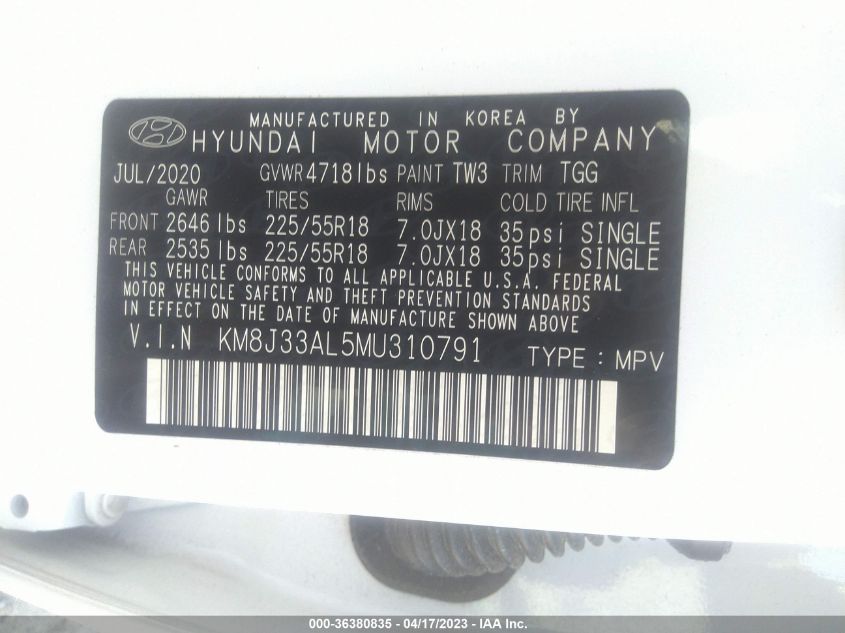 MANUFACTURED IN KOREA BY
HYUNDAI MOTOR COMPANY
JUL/2020 GVWR 4718lbs PAINT TW3 TRIM TGG
GAWR TIRES RIMS COLD TIRE INFL
FRONT 2646 lbs 225/55R18 7.0JX18 35psi SINGLE
REAR 2535 lbs 225/55R18 7.0JX18 35psi SINGLE
THIS VEHICLE CONFORMS TO ALL APPLICABLE U.S.A. FEDERAL
MOTOR VEHICLE SAFETY AND THEFT PREVENTION STANDARDS
IN EFFECT ON THE DATE OF MANUFACTURE SHOWN ABOVE
V.I.N KM8J33AL5MU310791 TYPE : MPV
000-36380835 - 04/17/2023 - IAA Inc.